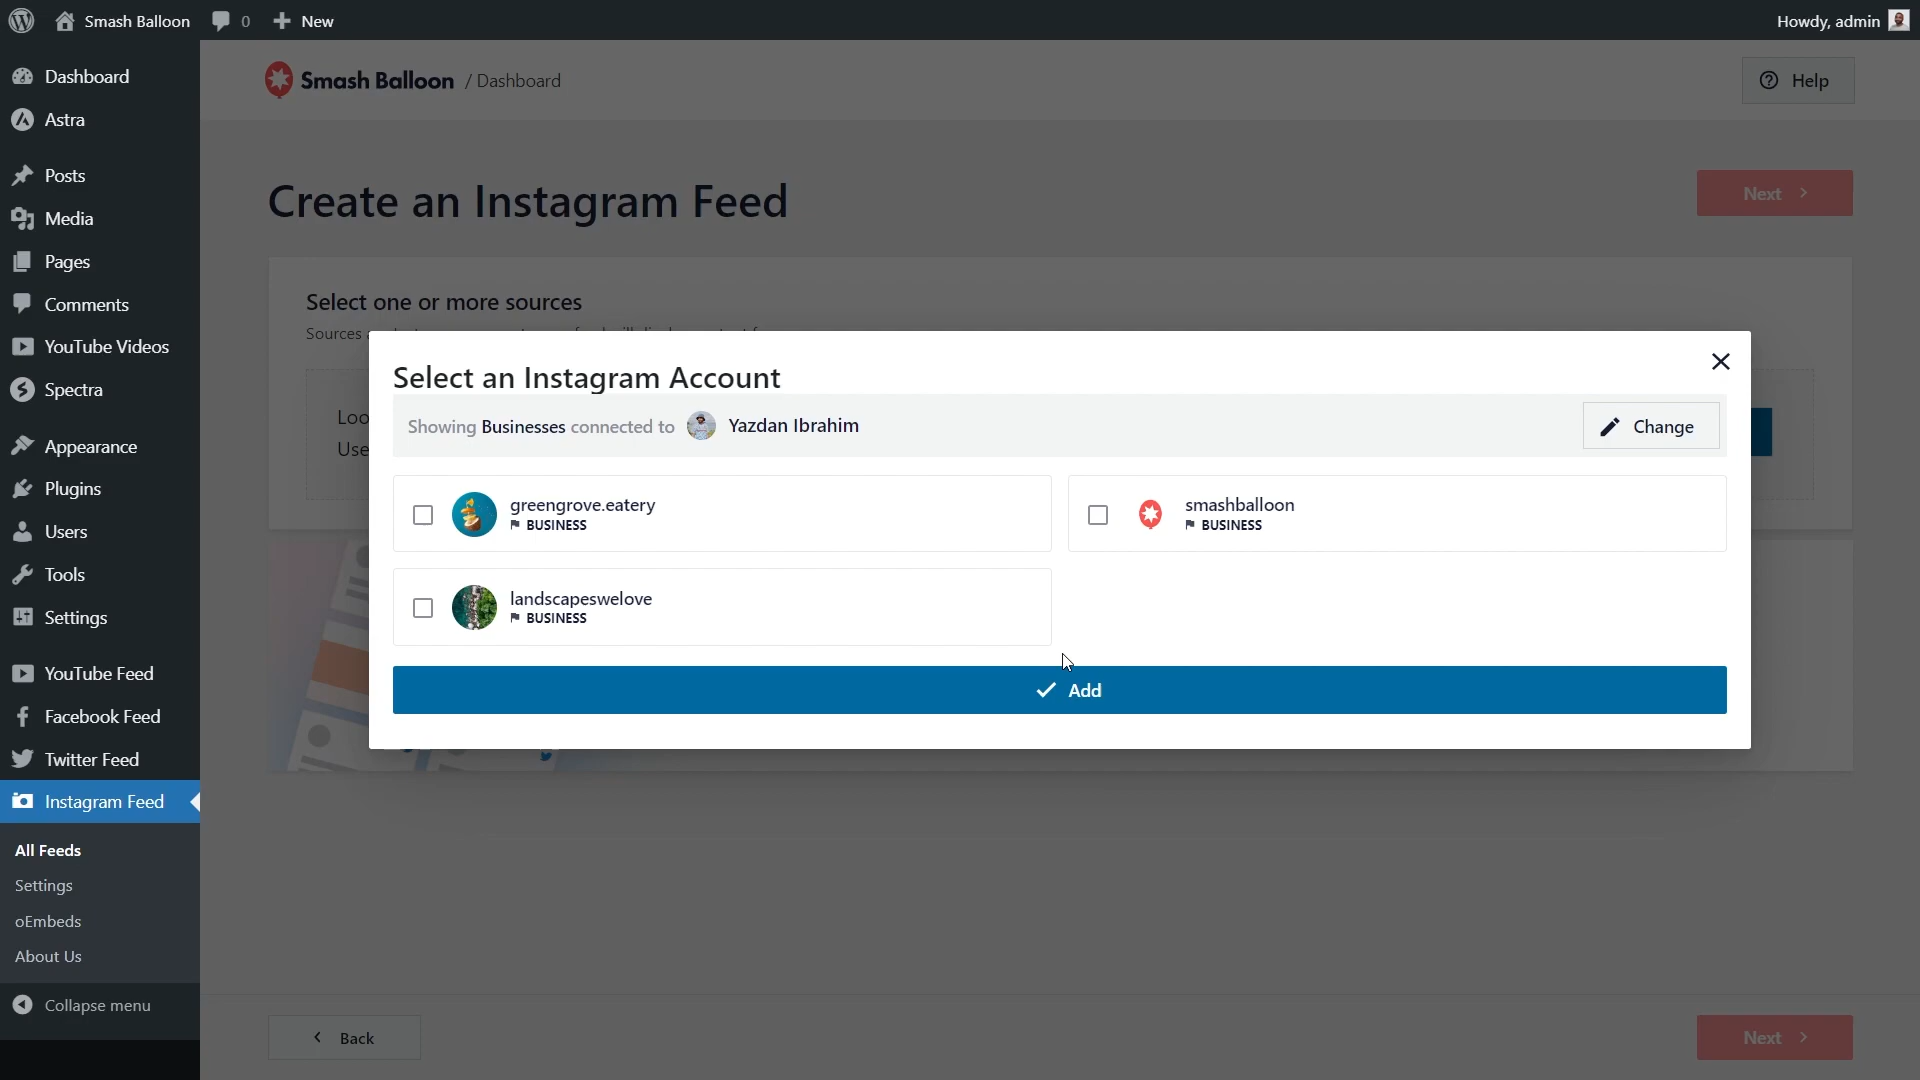 Smash Balloon 0 New Howdy, admin
Dashboard
Astra
Posts
Media
Pages
Comments
YouTube Videos
Spectra
Appearance
Plugins
Users
Tools
Settings
YouTube Feed
Facebook Feed
Twitter Feed
Instagram Feed
All Feeds
Settings
oEmbeds
About Us
Collapse menu
Smash Balloon / Dashboard
Help
Create an Instagram Feed
Next
Select one or more sources
Sources
Select an Instagram Account
Showing Businesses connected to Yazdan Ibrahim
Change
greengrove.eatery
BUSINESS
smashballoon
BUSINESS
landscapeswelove
BUSINESS
Add
Back
Next